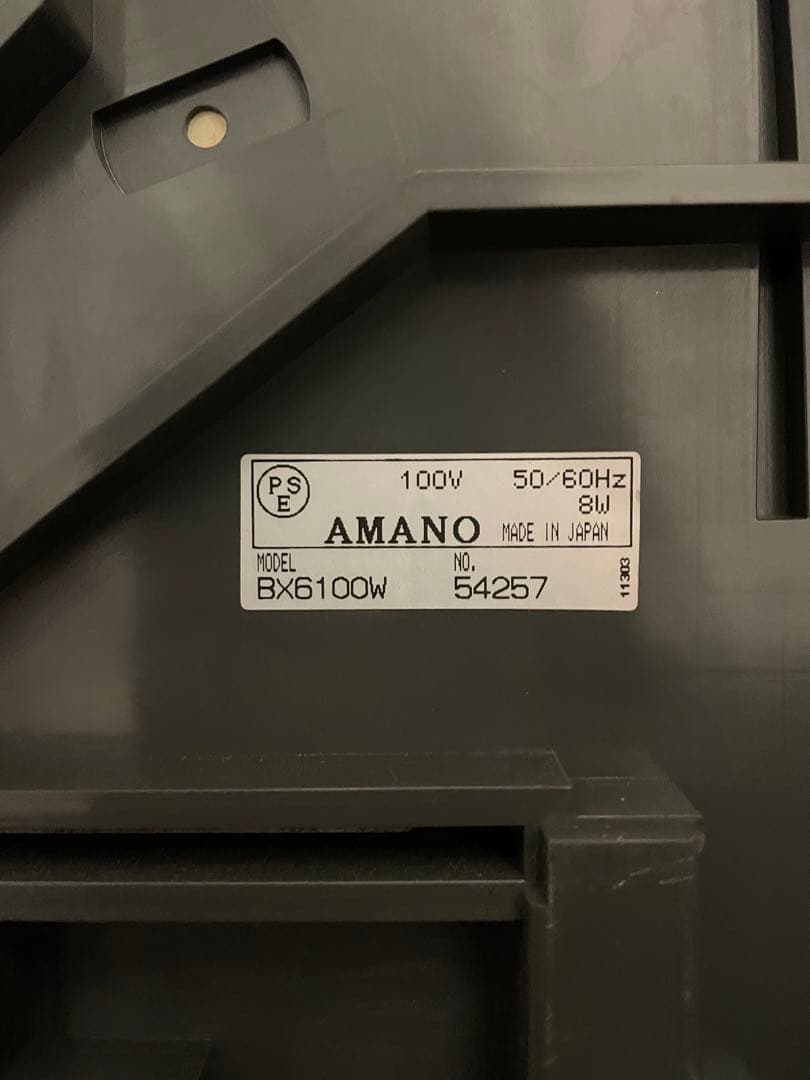 PSE 100V 50/60Hz
8W
AMANO MADE IN JAPAN
MODEL NO.
BX6100W 54257
11303